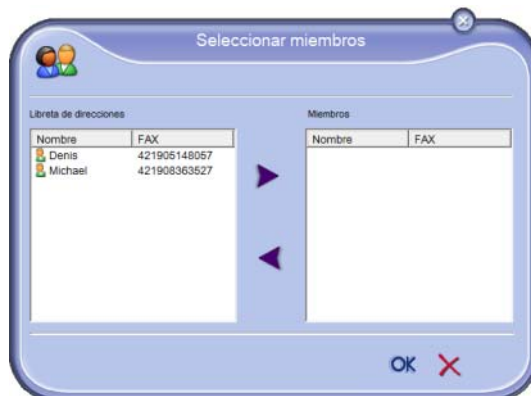 Seleccionar miembros
Libreta de direcciones
Miembros
Nombre FAX
Nombre FAX
Denis 421905148057
Michael 421908363527
OK